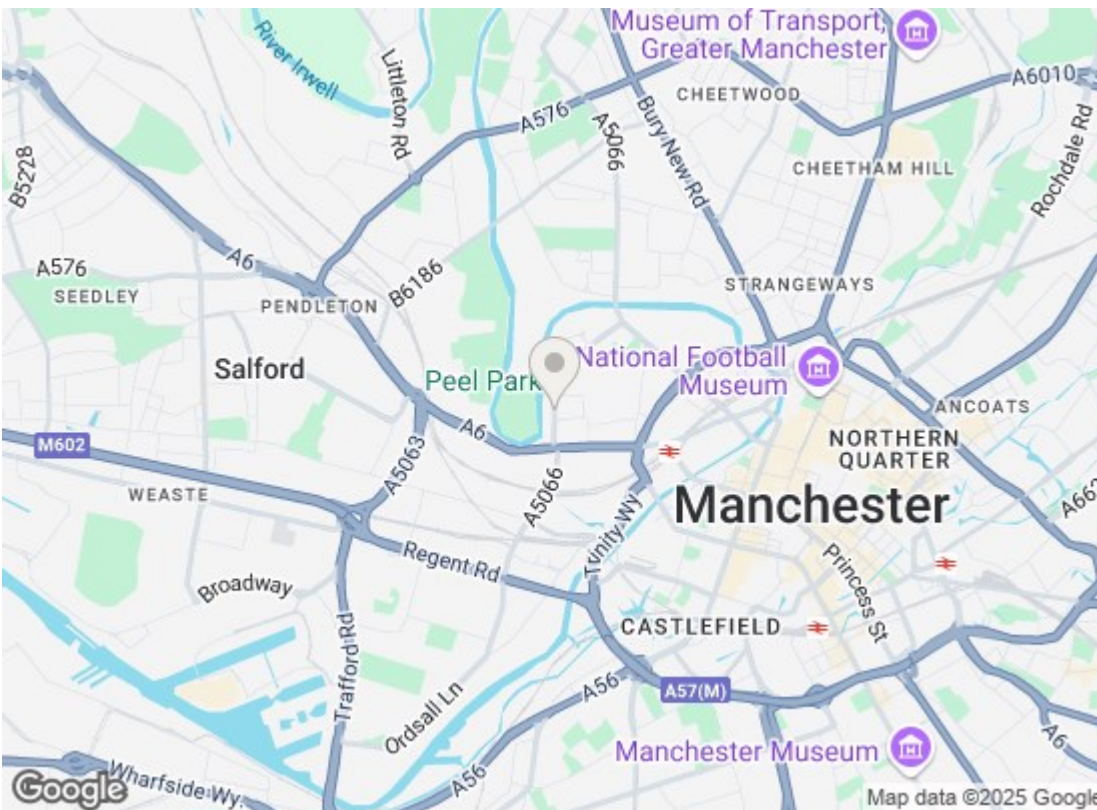 Museum of Transport,
Greater Manchester
A6010
River Irwell
Littleton Rd
CHEETWOOD
A576
A5066
Bury New Rd
Rochdale Rd
B5228
CHEETHAM HILL
A6
A576
SEEDLEY
B6186
STRANGEWAYS
PENDLETON
Salford
National Football
Museum
Peel Park
ANCOATS
A6
NORTHERN
QUARTER
M602
A5063
WEASTE
A5066
Manchester
Trinity Wy
Regent Rd
Princess St
Broadway
CASTLEFIELD
Trafford Rd
A57(M)
Ordsall Ln
A56
A6
Manchester Museum
Wharfside Wy.
A56
Google
Map data ©2025 Google